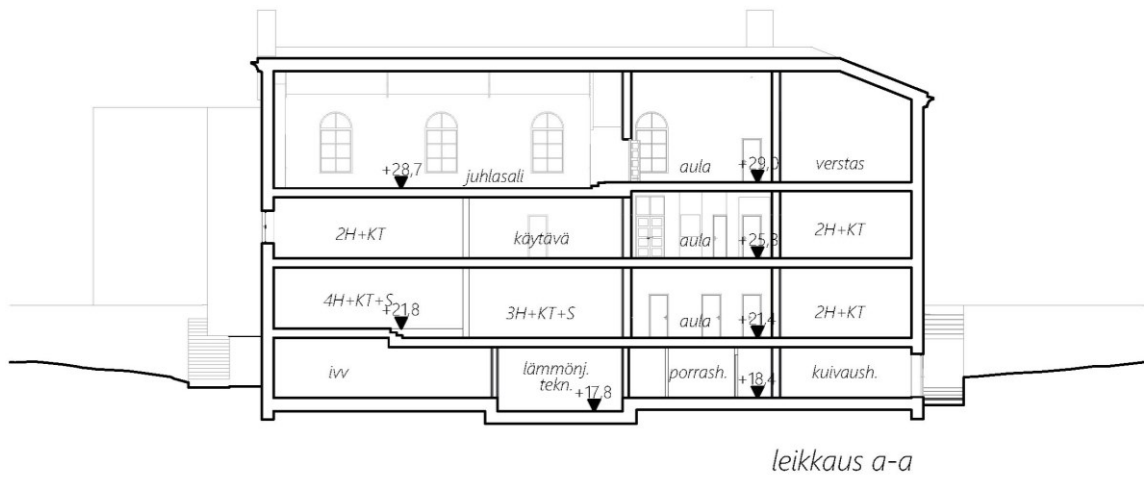 +28,7
juhlasali
aula
+29,0
verstas
2H+KT
käytävä
aula
+25,3
2H+KT
4H+KT+S
+21,8
3H+KT+S
aula
+21,4
2H+KT
ivv
lämmönj.
tekn.
+17,8
porrash.
+18,4
kuivaush.
leikkaus a-a